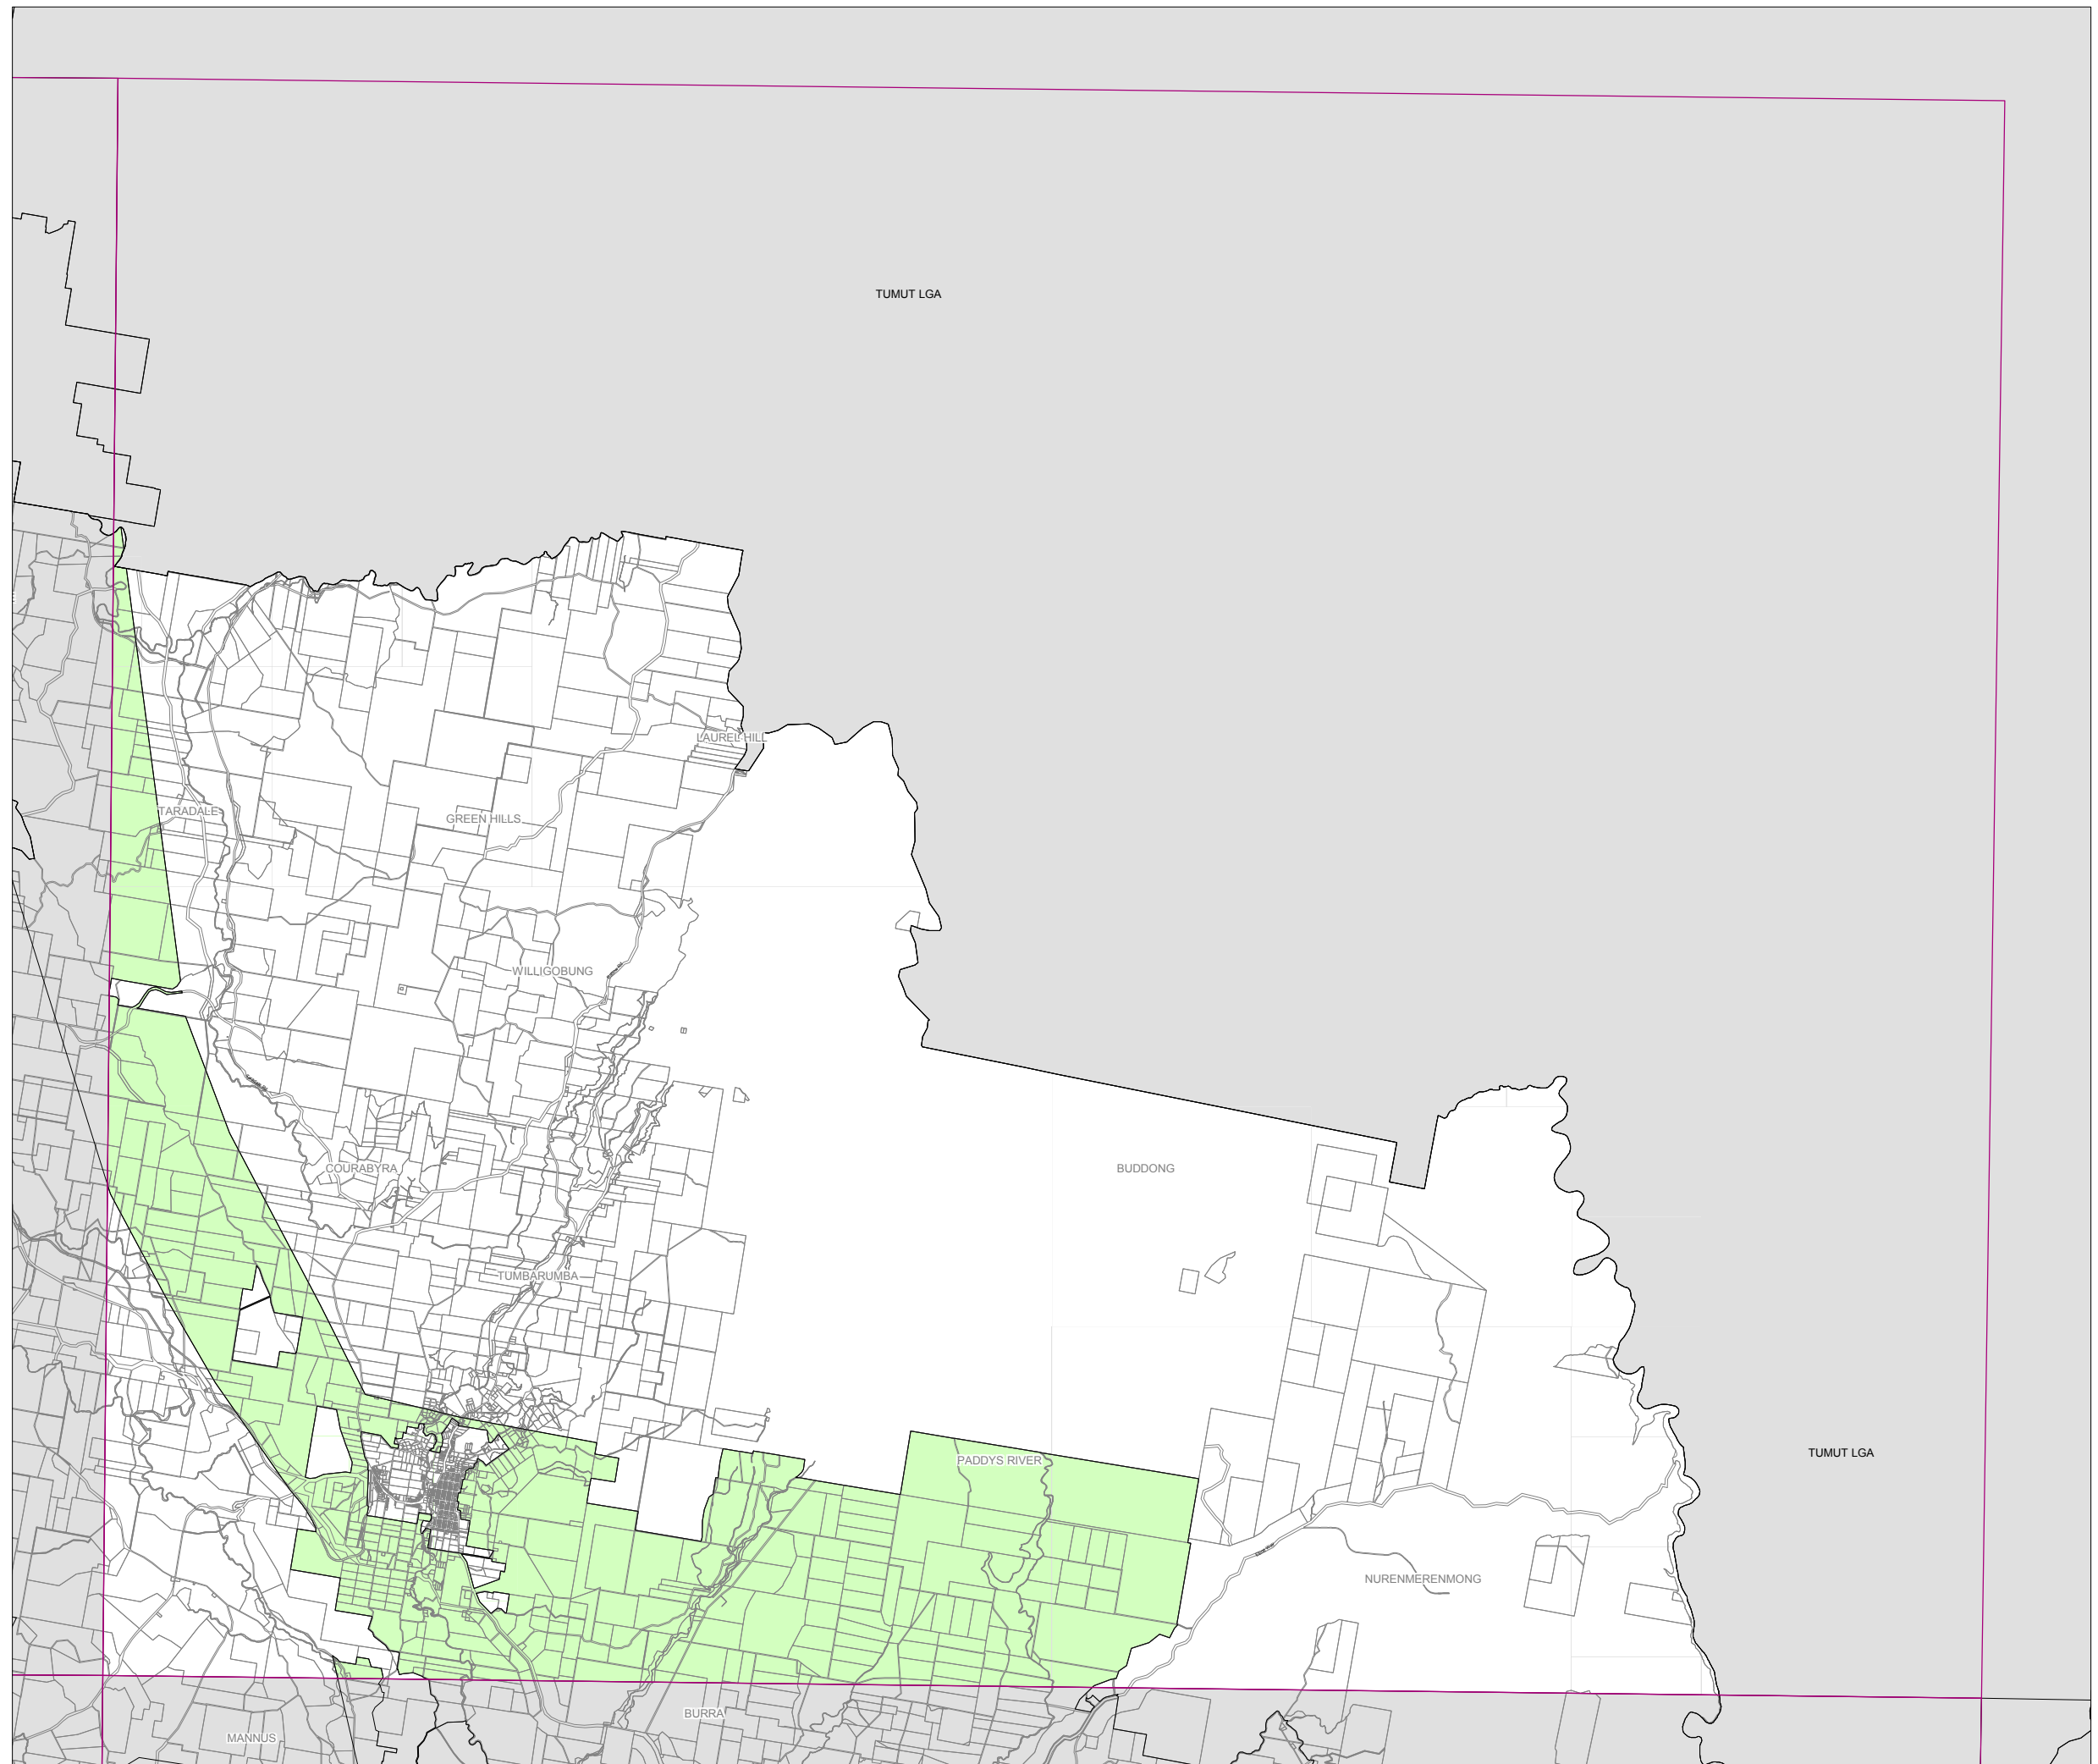 TUMUT LGA
LAUREL HILL
TARADALE
GREEN HILLS
WILLIGOBUNG
COURABYRA
BUDDONG
TUMBARUMBA
TUMUT LGA
PADDYS RIVER
NURENMERENMONG
BURRA
MANNUS